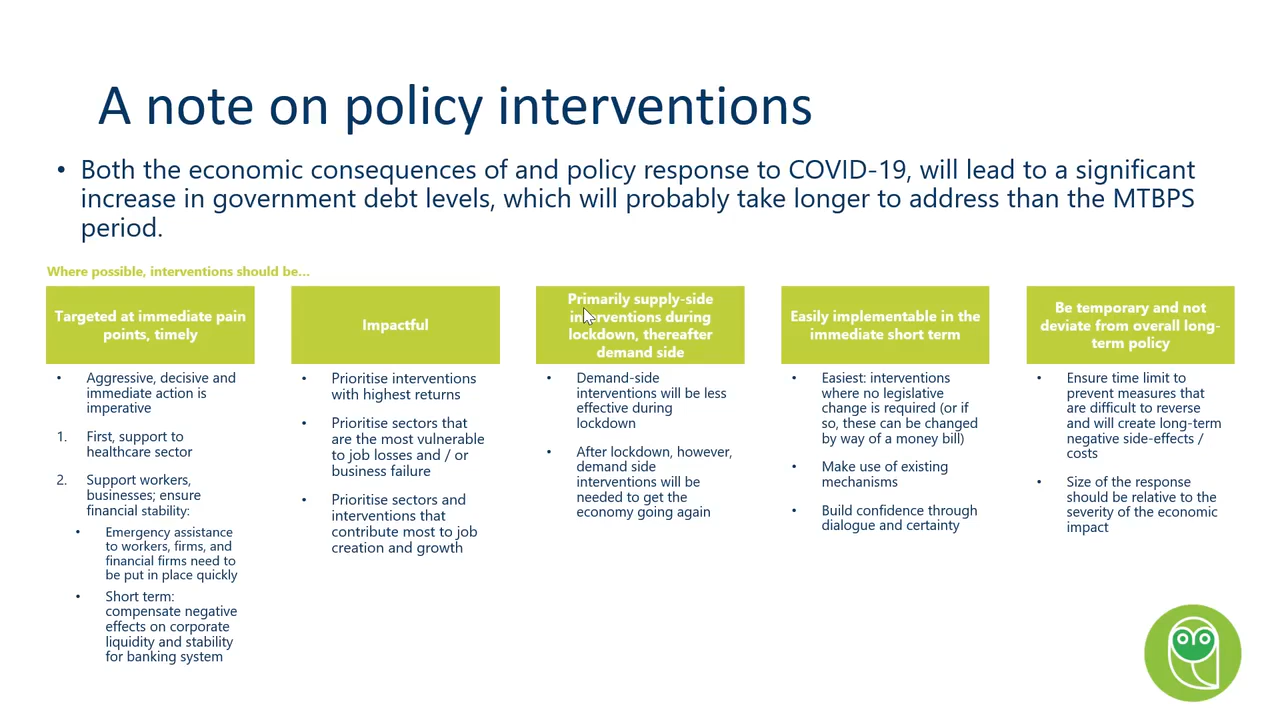 A note on policy interventions
• Both the economic consequences of and policy response to COVID-19, will lead to a significant
increase in government debt levels, which will probably take longer to address than the MTBPS
period.
Where possible, interventions should be...
Targeted at immediate pain
points, timely
• Aggressive, decisive and
immediate action is
imperative
1. First, support to
healthcare sector
2. Support workers,
businesses; ensure
financial stability:
• Emergency assistance
to workers, firms, and
financial firms need to
be put in place quickly
• Short term:
compensate negative
effects on corporate
liquidity and stability
for banking system
Impactful
• Prioritise interventions
with highest returns
• Prioritise sectors that
are the most vulnerable
to job losses and / or
business failure
• Prioritise sectors and
interventions that
contribute most to job
creation and growth
Primarily supply-side
interventions during
lockdown, thereafter
demand side
• Demand-side
interventions will be less
effective during
lockdown
• After lockdown, however,
demand side
interventions will be
needed to get the
economy going again
Easily implementable in the
immediate short term
• Easiest: interventions
where no legislative
change is required (or if
so, these can be changed
by way of a money bill)
• Make use of existing
mechanisms
• Build confidence through
dialogue and certainty
Be temporary and not
deviate from overall long-
term policy
• Ensure time limit to
prevent measures that
are difficult to reverse
and will create long-term
negative side-effects /
costs
• Size of the response
should be relative to the
severity of the economic
impact